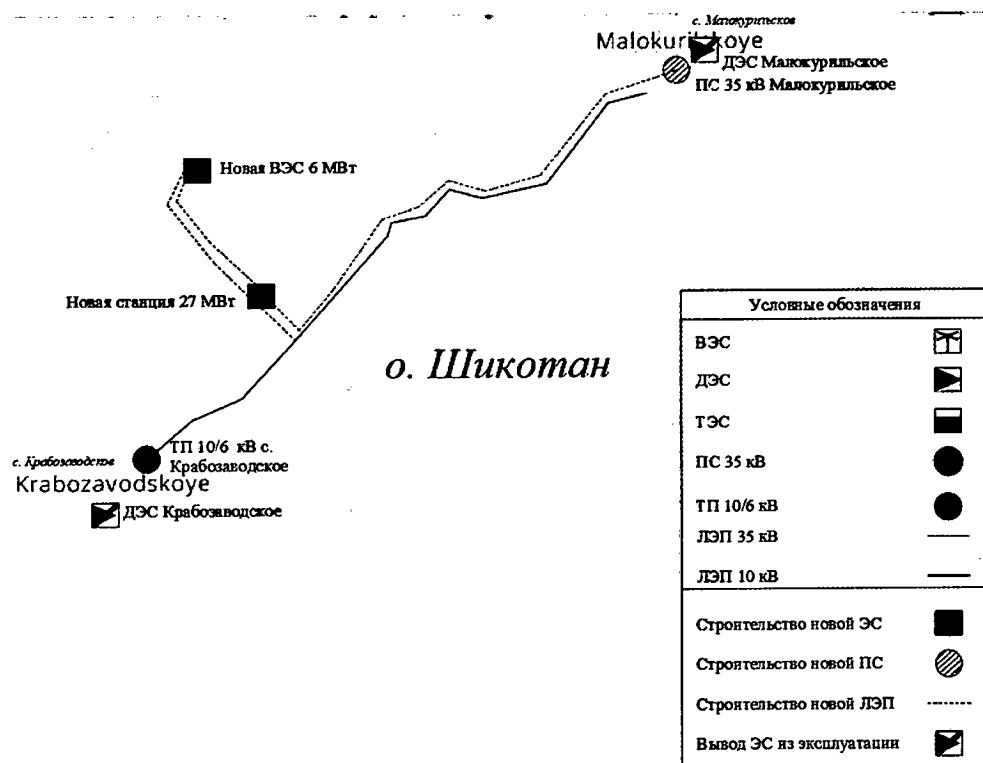 с. Малокурильское
Malokurilskoye
ДЭС Малокурильское
ПС 35 кВ Малокурильское
Новая ВЭС 6 МВт
Новая станция 27 МВт
о. Шикотан
ТП 10/6 кВ с.
Крабозаводское
с. Крабозаводское
Krabozavodskoye
ДЭС Крабозаводское
Условные обозначения
ВЭС
ДЭС
ТЭС
ПС 35 кВ
ТП 10/6 кВ
ЛЭП 35 кВ
ЛЭП 10 кВ
Строительство новой ЭС
Строительство новой ПС
Строительство новой ЛЭП
Вывод ЭС из эксплуатации